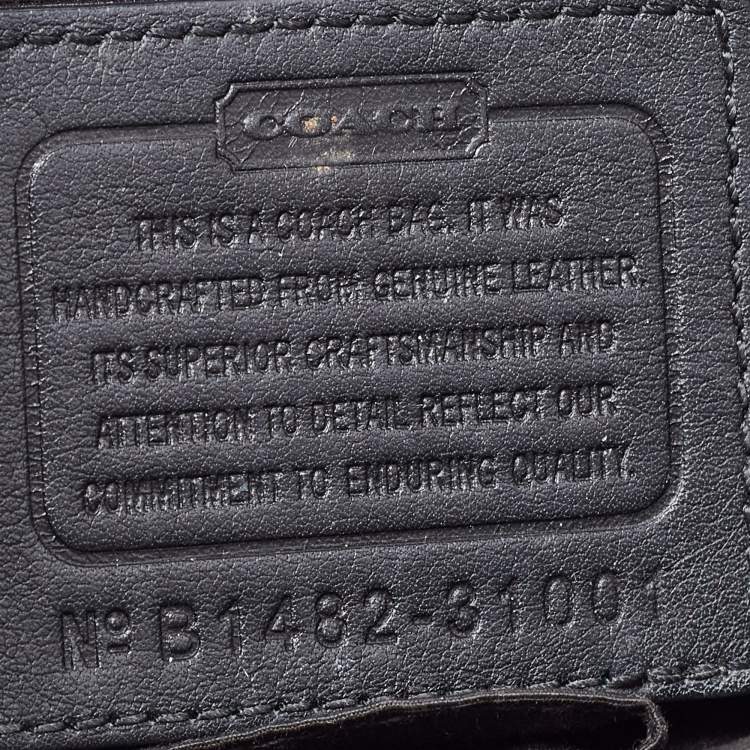 COACH
THIS IS A COACH BAG. IT WAS
HANDCRAFTED FROM GENUINE LEATHER.
ITS SUPERIOR CRAFTSMANSHIP AND
ATTENTION TO DETAIL REFLECT OUR
COMMITMENT TO ENDURING QUALITY.
Nº B1482-31001